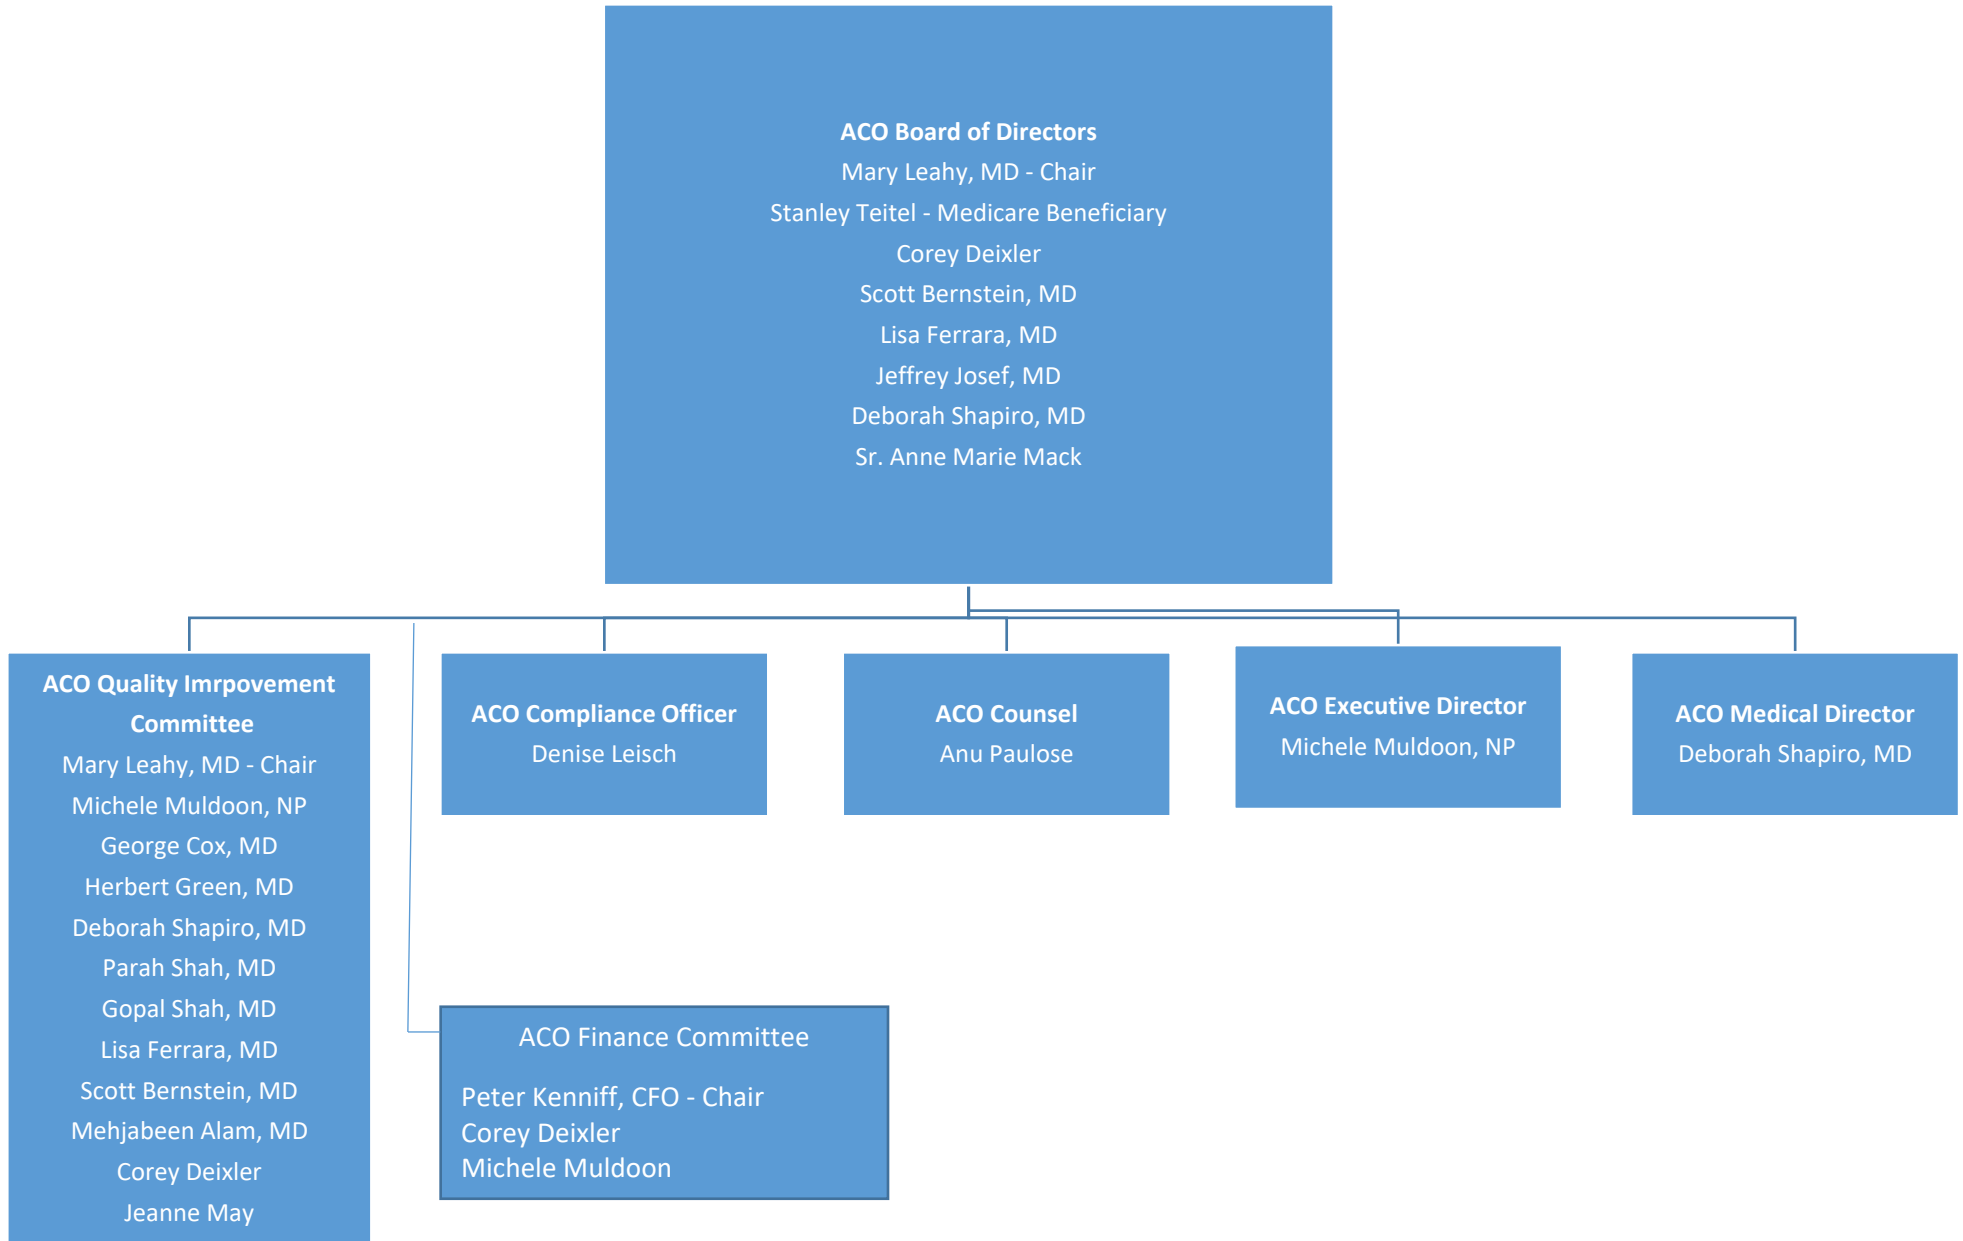 ACO Board of Directors
Mary Leahy, MD - Chair
Stanley Teitel - Medicare Beneficiary
Corey Deixler
Scott Bernstein, MD
Lisa Ferrara, MD
Jeffrey Josef, MD
Deborah Shapiro, MD
Sr. Anne Marie Mack
ACO Quality Imrpovement
Committee
Mary Leahy, MD - Chair
Michele Muldoon, NP
George Cox, MD
Herbert Green, MD
Deborah Shapiro, MD
Parah Shah, MD
Gopal Shah, MD
Lisa Ferrara, MD
Scott Bernstein, MD
Mehjabeen Alam, MD
Corey Deixler
Jeanne May
ACO Compliance Officer
Denise Leisch
ACO Counsel
Anu Paulose
ACO Executive Director
Michele Muldoon, NP
ACO Medical Director
Deborah Shapiro, MD
ACO Finance Committee
Peter Kenniff, CFO - Chair
Corey Deixler
Michele Muldoon